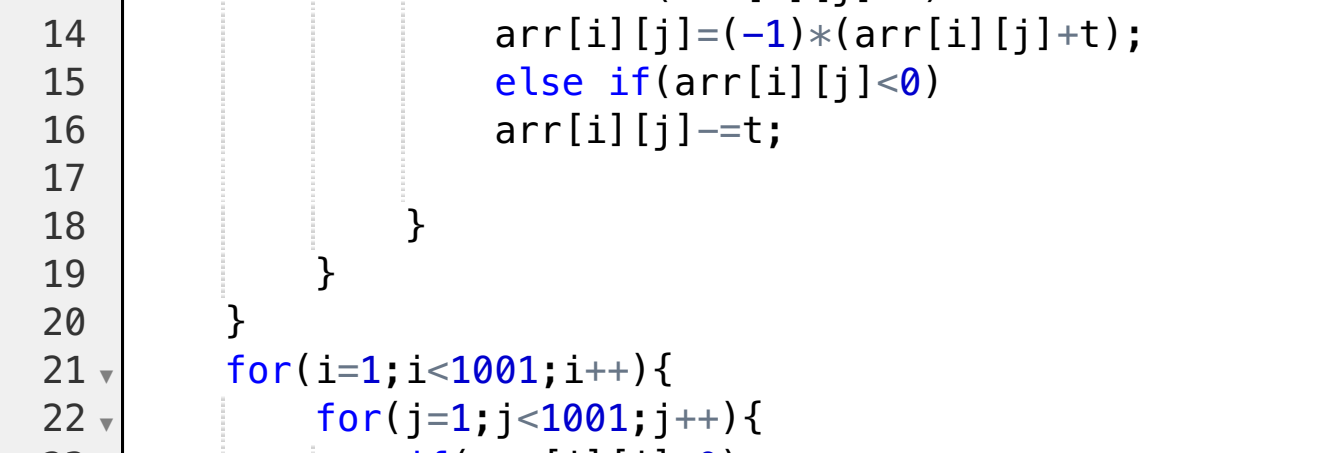 14 arr[i][j]=(-1)*(arr[i][j]+t);
15 else if(arr[i][j]<0)
16 arr[i][j]-=t;
17
18 }
19 }
20 }
21 for(i=1;i<1001;i++){
22 for(j=1;j<1001;j++){